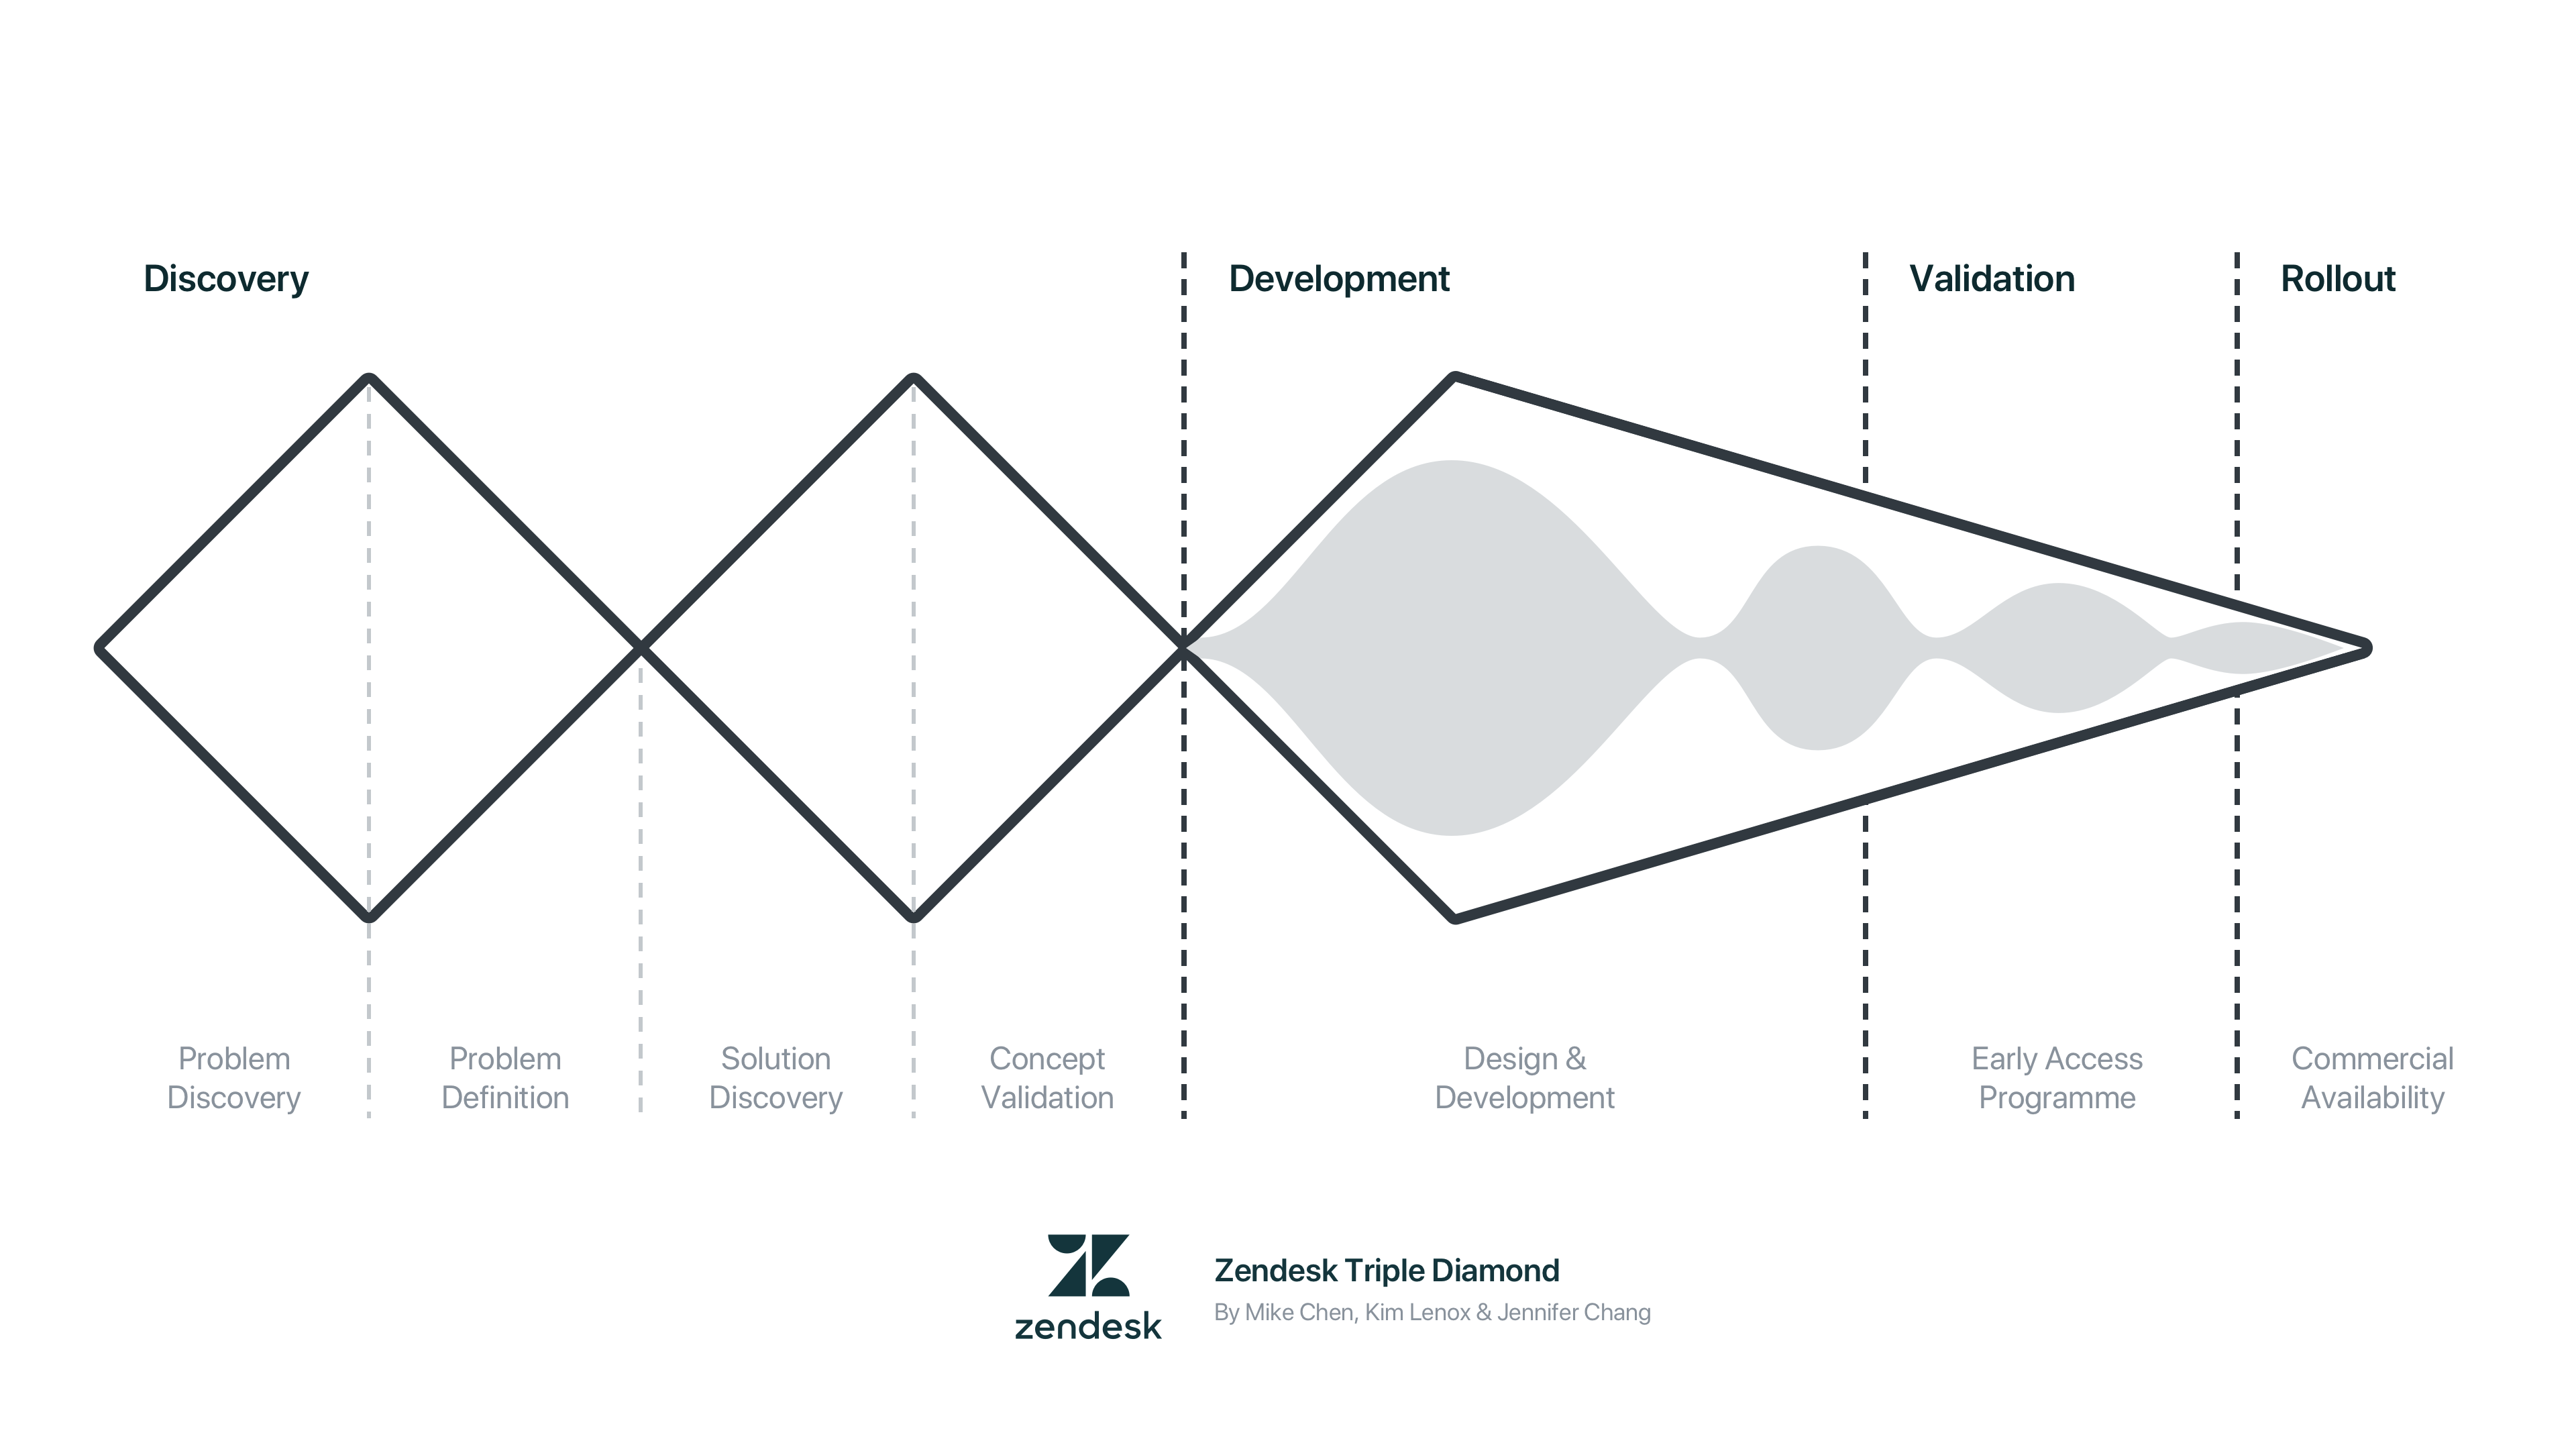 Discovery
Development
Validation
Rollout
Problem
Discovery
Problem
Definition
Solution
Discovery
Concept
Validation
Design &
Development
Early Access
Programme
Commercial
Availability
zendesk
Zendesk Triple Diamond
By Mike Chen, Kim Lenox & Jennifer Chang